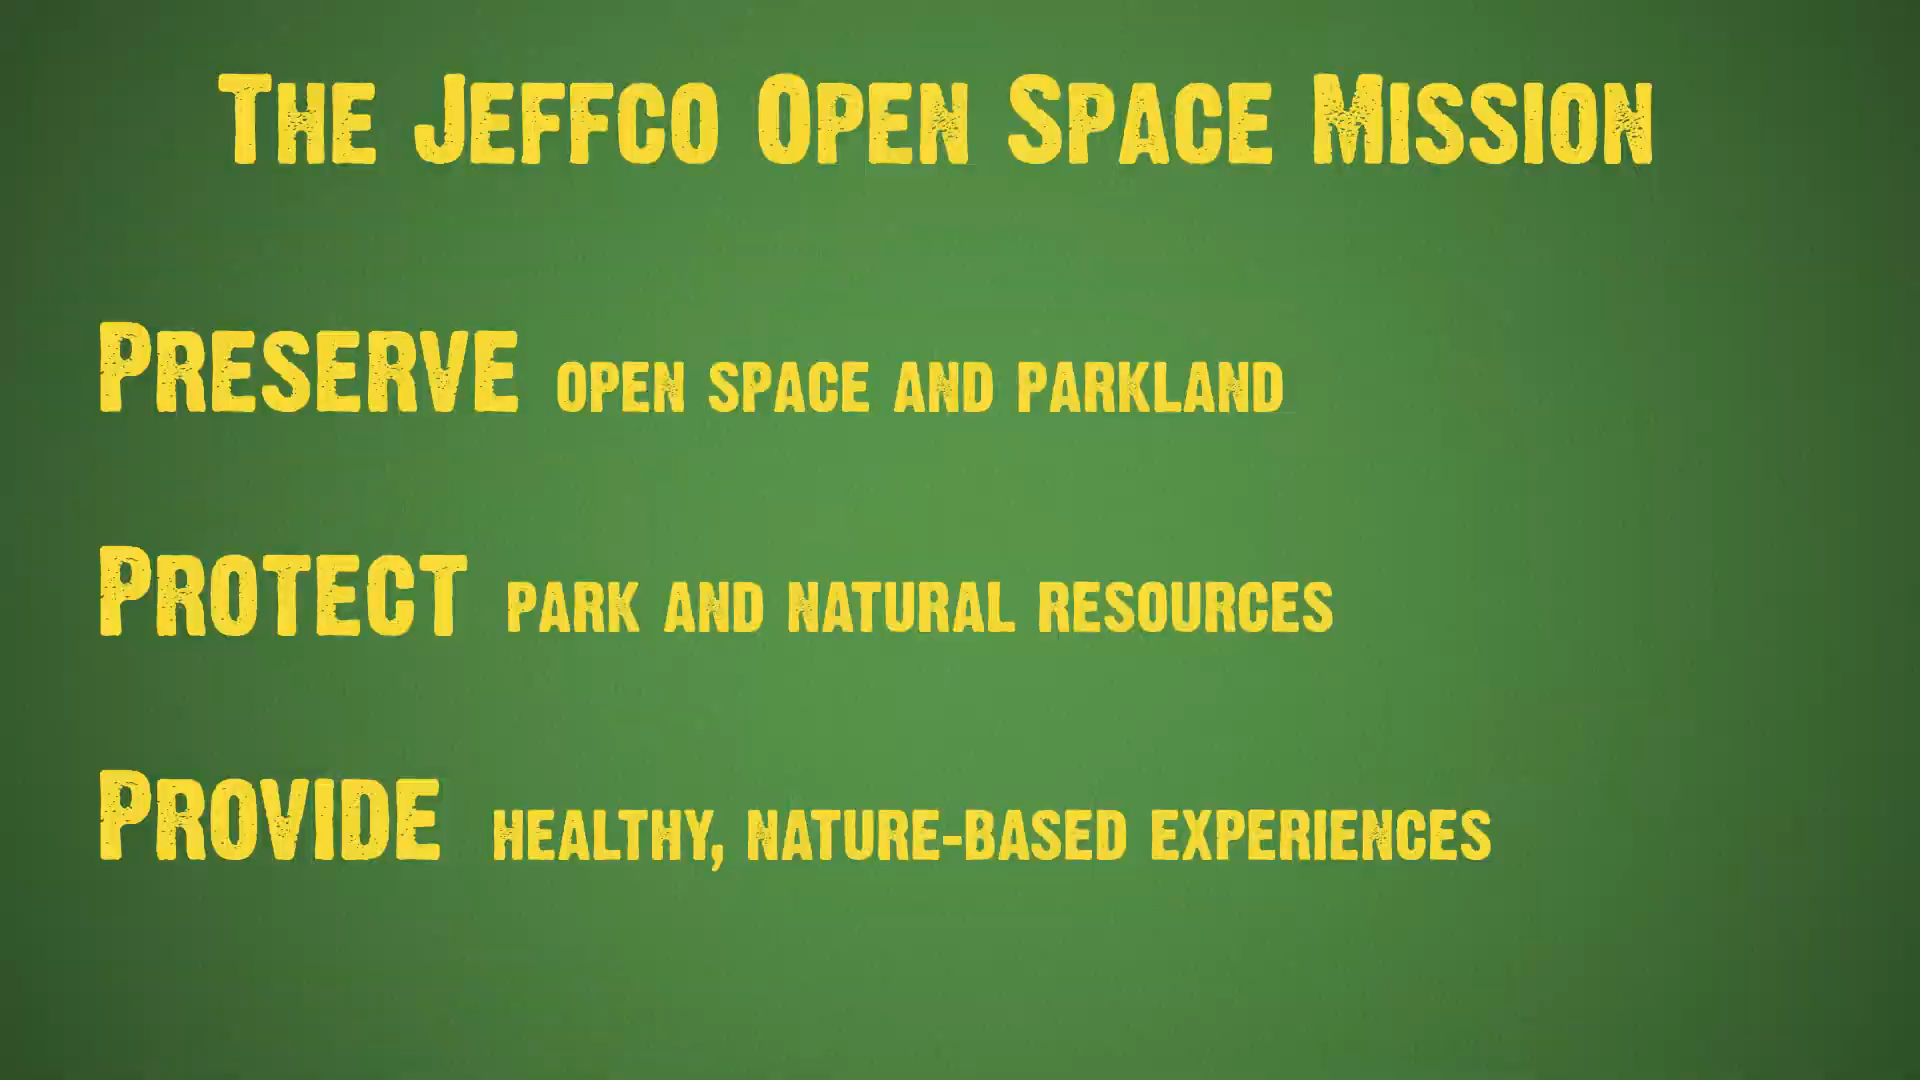 The Jeffco Open Space Mission
Preserve open space and parkland
Protect park and natural resources
Provide healthy, nature-based experiences